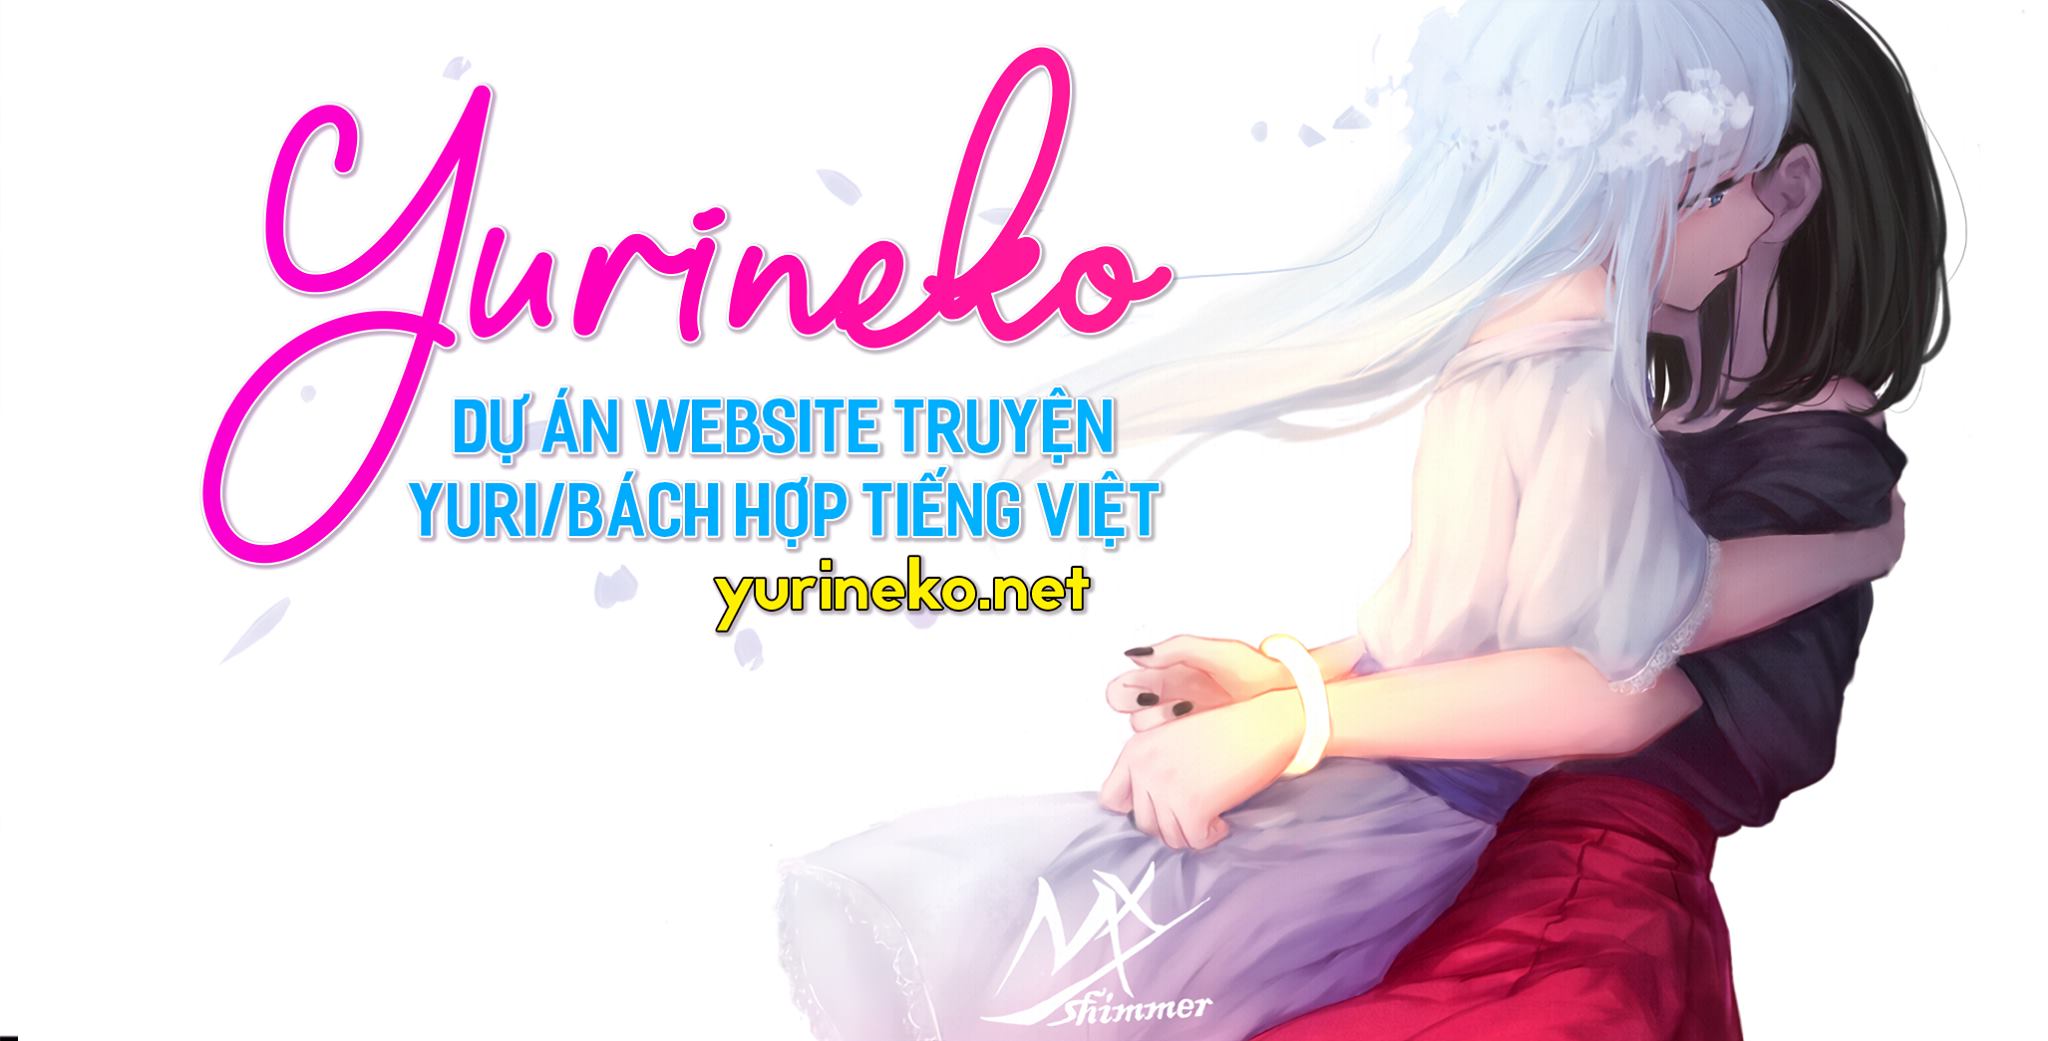 Yurineko
DỰ ÁN WEBSITE TRUYỆN
YURI/BÁCH HỢP TIẾNG VIỆT
yurineko.net
MX
shimmer